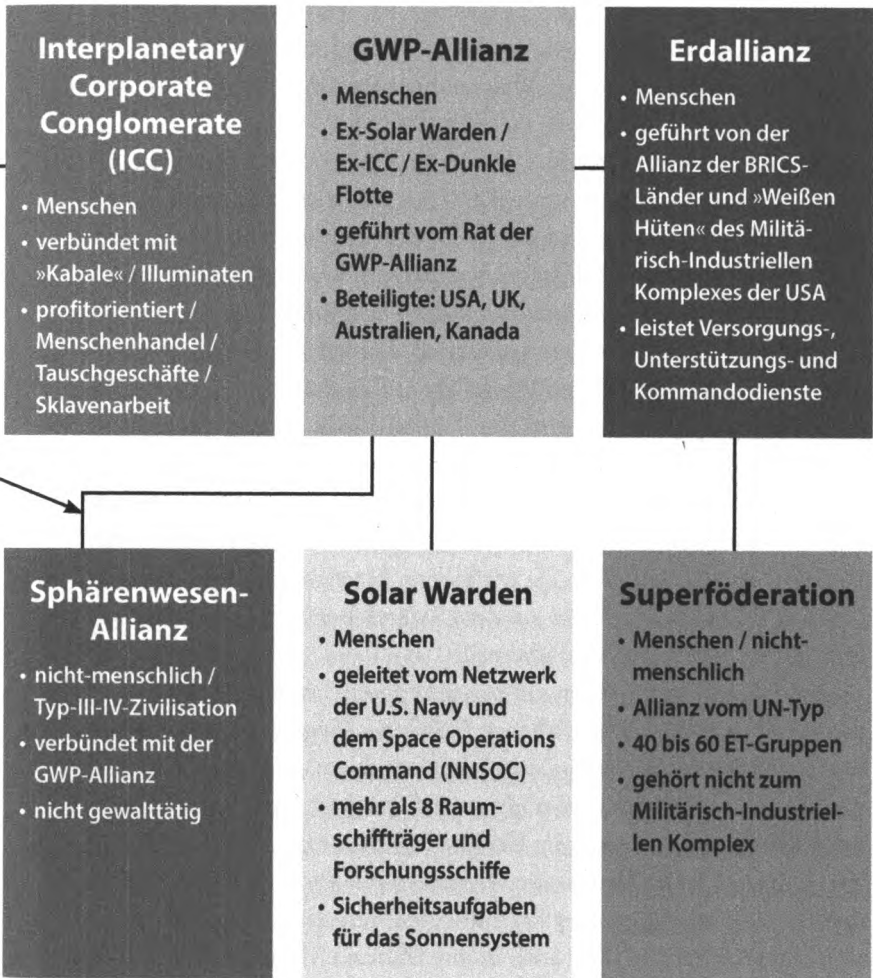 Interplanetary
Corporate
Conglomerate
(ICC)
• Menschen
• verbündet mit
»Kabale« / Illuminaten
• profitorientiert /
Menschenhandel /
Tauschgeschäfte /
Sklavenarbeit
GWP-Allianz
• Menschen
• Ex-Solar Warden /
Ex-ICC / Ex-Dunkle
Flotte
• geführt vom Rat der
GWP-Allianz
• Beteiligte: USA, UK,
Australien, Kanada
Erdallianz
• Menschen
• geführt von der
Allianz der BRICS-
Länder und »Weißen
Hüten« des Militä-
risch-Industriellen
Komplexes der USA
• leistet Versorgungs-,
Unterstützungs- und
Kommandodienste
Sphärenwesen-
Allianz
• nicht-menschlich /
Typ-III-IV-Zivilisation
• verbündet mit der
GWP-Allianz
• nicht gewalttätig
Solar Warden
• Menschen
• geleitet vom Netzwerk
der U.S. Navy und
dem Space Operations
Command (NNSOC)
• mehr als 8 Raum-
schiffträger und
Forschungsschiffe
• Sicherheitsaufgaben
für das Sonnensystem
Superföderation
• Menschen / nicht-
menschlich
• Allianz vom UN-Typ
• 40 bis 60 ET-Gruppen
• gehört nicht zum
Militärisch-Industriel-
len Komplex